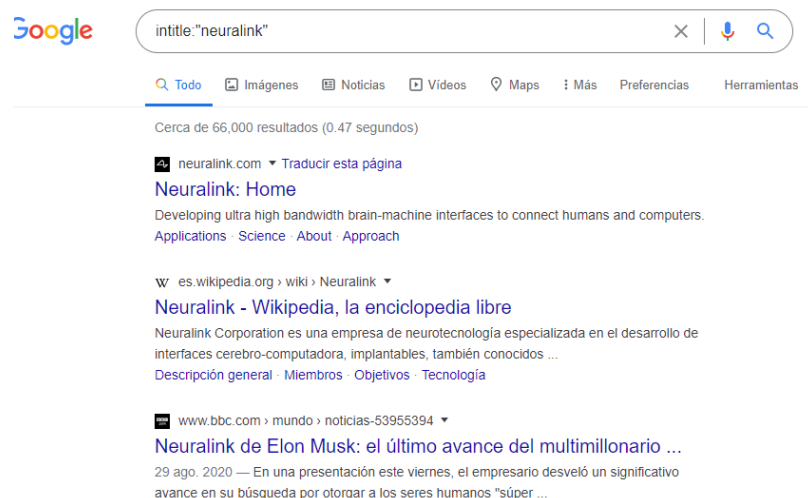 Google
intitle:"neuralink"
Todo Imágenes Noticias Vídeos Maps Más Preferencias Herramientas
Cerca de 66,000 resultados (0.47 segundos)
neuralink.com Traducir esta página
Neuralink: Home
Developing ultra high bandwidth brain-machine interfaces to connect humans and computers.
Applications · Science · About · Approach
W es.wikipedia.org › wiki › Neuralink
Neuralink - Wikipedia, la enciclopedia libre
Neuralink Corporation es una empresa de neurotecnología especializada en el desarrollo de
interfaces cerebro-computadora, implantables, también conocidos ...
Descripción general · Miembros · Objetivos · Tecnología
www.bbc.com › mundo › noticias-53955394
Neuralink de Elon Musk: el último avance del multimillonario ...
29 ago. 2020 — En una presentación este viernes, el empresario desveló un significativo
avance en su búsqueda por otorgar a los seres humanos "súper ...